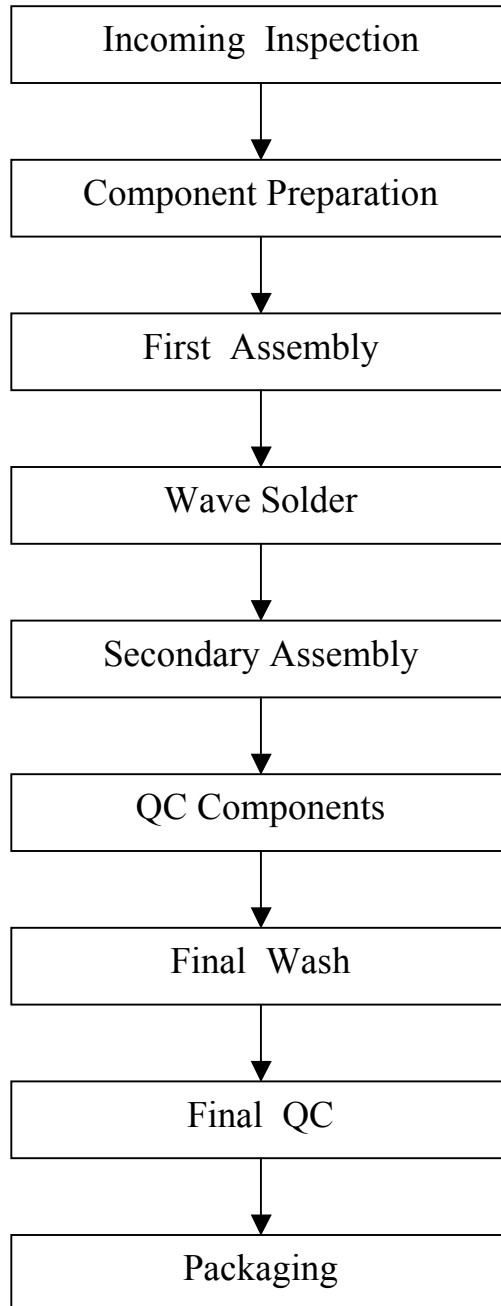 Incoming Inspection
Component Preparation
First Assembly
Wave Solder
Secondary Assembly
QC Components
Final Wash
Final QC
Packaging